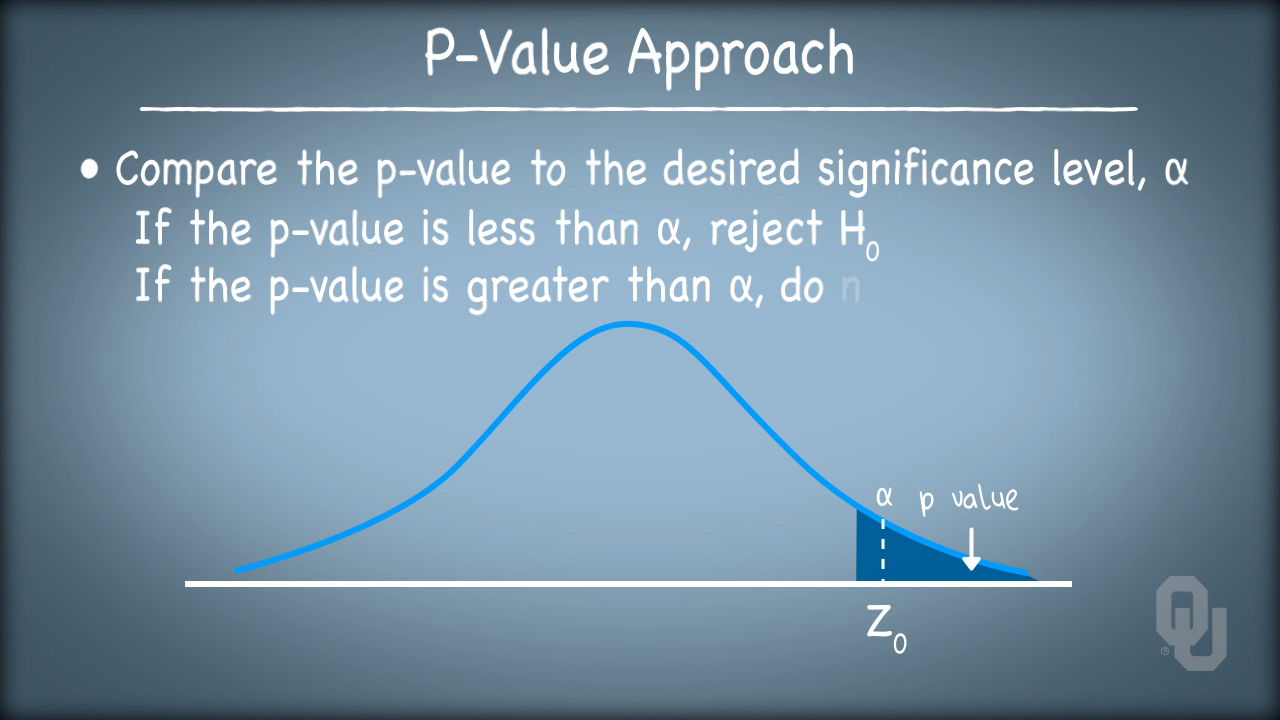 P-Value Approach
• Compare the p-value to the desired significance level, α
If the p-value is less than α, reject H₀
If the p-value is greater than α, do n
α p value
Z₀
OU
®